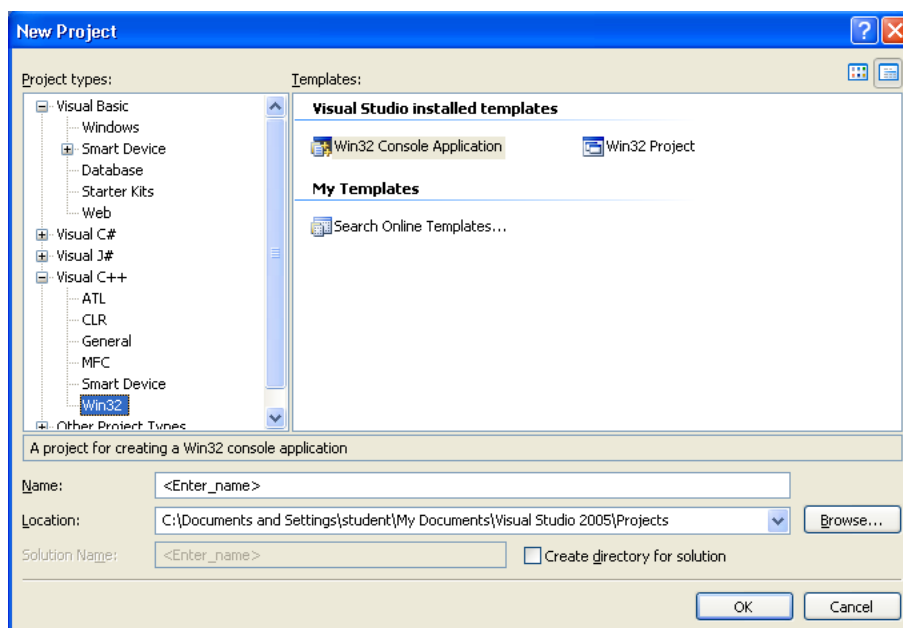 New Project
Project types:
Templates:
Visual Basic
Windows
Smart Device
Database
Starter Kits
Web
Visual C#
Visual J#
Visual C++
ATL
CLR
General
MFC
Smart Device
Win32
Other Project Types
Visual Studio installed templates
Win32 Console Application
Win32 Project
My Templates
Search Online Templates...
A project for creating a Win32 console application
Name:
<Enter_name>
Location:
C:\Documents and Settings\student\My Documents\Visual Studio 2005\Projects
Browse...
Solution Name:
<Enter_name>
Create directory for solution
OK
Cancel